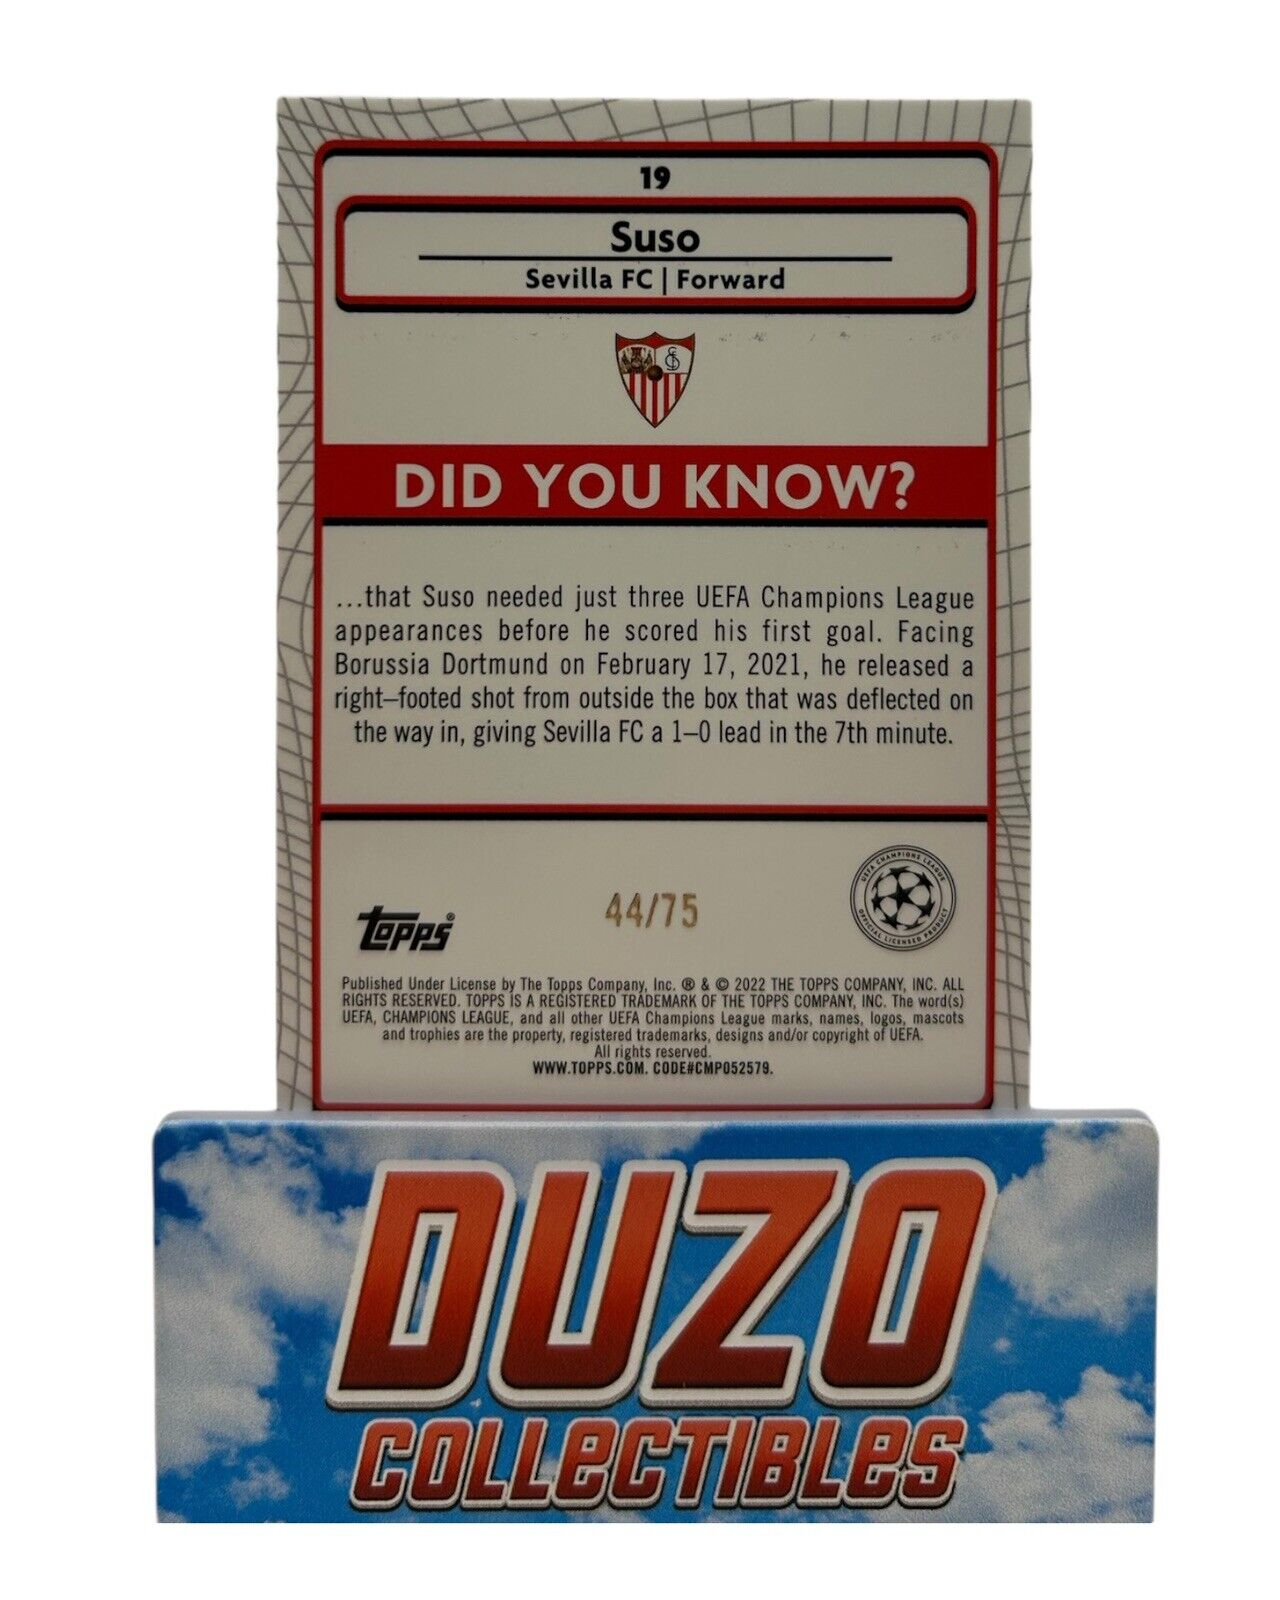 19
Suso
Sevilla FC | Forward
DID YOU KNOW?
...that Suso needed just three UEFA Champions League
appearances before he scored his first goal. Facing
Borussia Dortmund on February 17, 2021, he released a
right–footed shot from outside the box that was deflected on
the way in, giving Sevilla FC a 1–0 lead in the 7th minute.
UEFA CHAMPIONS LEAGUE
OFFICIAL LICENSED PRODUCT
topps®
44/75
Published Under License by The Topps Company, Inc. ® & © 2022 THE TOPPS COMPANY, INC. ALL
RIGHTS RESERVED. TOPPS IS A REGISTERED TRADEMARK OF THE TOPPS COMPANY, INC. The word(s)
UEFA, CHAMPIONS LEAGUE, and all other UEFA Champions League marks, names, logos, mascots
and trophies are the property, registered trademarks, designs and/or copyright of UEFA.
All rights reserved.
WWW.TOPPS.COM. CODE#CMP052579.
DUZO
COLLeCTIBLeS